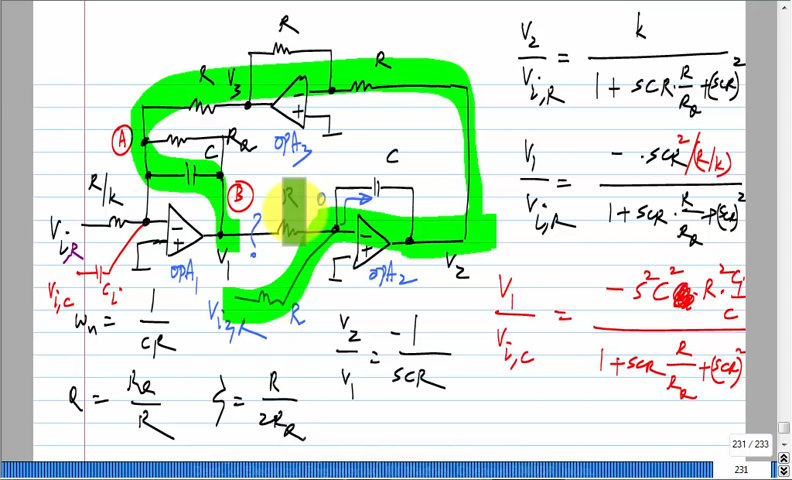 R
R
V3
R
A
RQ
opA3
C
C
R/k
B
R
0
Vi,R
?
opA1
V1
opA2
V2
Vi,C
Ci
R
ωn = 1/CR
V2/V1 = -1/SCR
Q = RQ/R
ζ = R/2RQ
V2/Vi,R = k/1 + SCR·R/RQ + (SCR)²
V1/Vi,R = - ·SCR²/(R/k)/1 + SCR·R/RQ + (SCR)²
V1/Vi,C = - S²C²·R²·Ci/C/1 + SCR R/RQ + (SCR)²
231 / 233
231